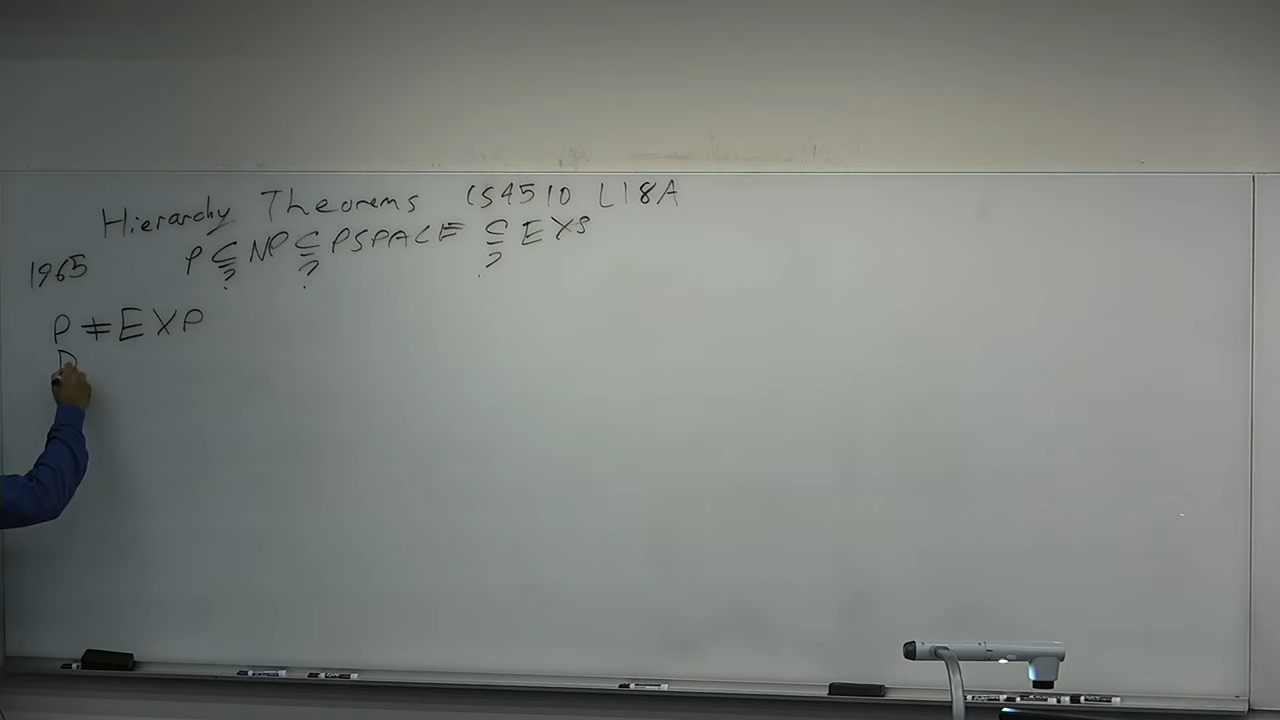 Hierarchy Theorems CS4510 L18A
P ⊆ NP ⊆ PSPACE ⊆ EXP
? ? ?
1965
P ≠ EXP